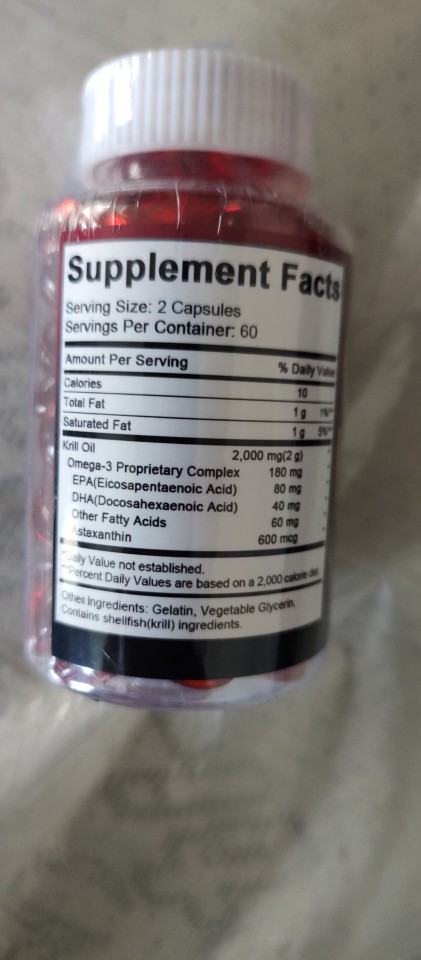 Supplement Facts
Serving Size: 2 Capsules
Servings Per Container: 60
Amount Per Serving % Daily Value
Calories 10
Total Fat 1 g 1%**
Saturated Fat 1 g 5%**
Krill Oil 2,000 mg(2 g) *
Omega-3 Proprietary Complex 180 mg *
EPA(Eicosapentaenoic Acid) 80 mg *
DHA(Docosahexaenoic Acid) 40 mg *
Other Fatty Acids 60 mg *
Astaxanthin 600 mcg *
*Daily Value not established.
**Percent Daily Values are based on a 2,000 calorie diet.
Other Ingredients: Gelatin, Vegetable Glycerin.
Contains shellfish(krill) ingredients.